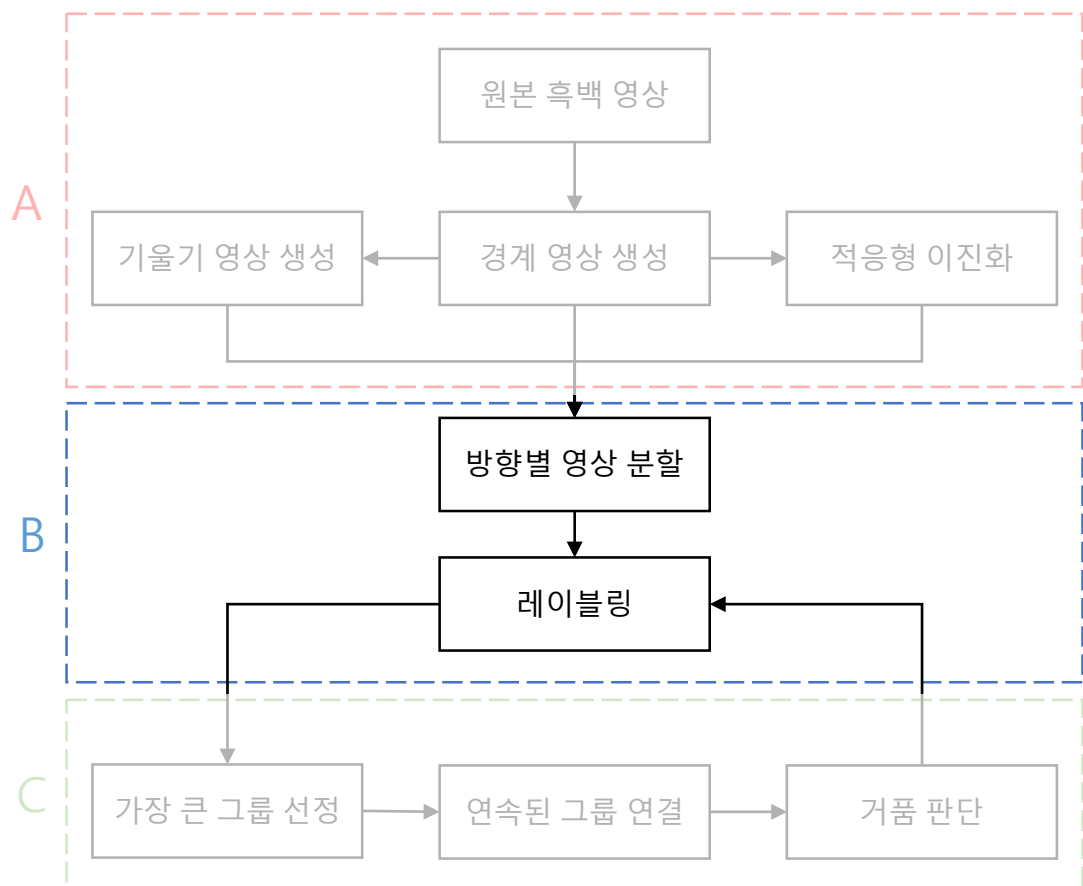 원본 흑백 영상
A
기울기 영상 생성
경계 영상 생성
적응형 이진화
방향별 영상 분할
B
레이블링
C
가장 큰 그룹 선정
연속된 그룹 연결
거품 판단